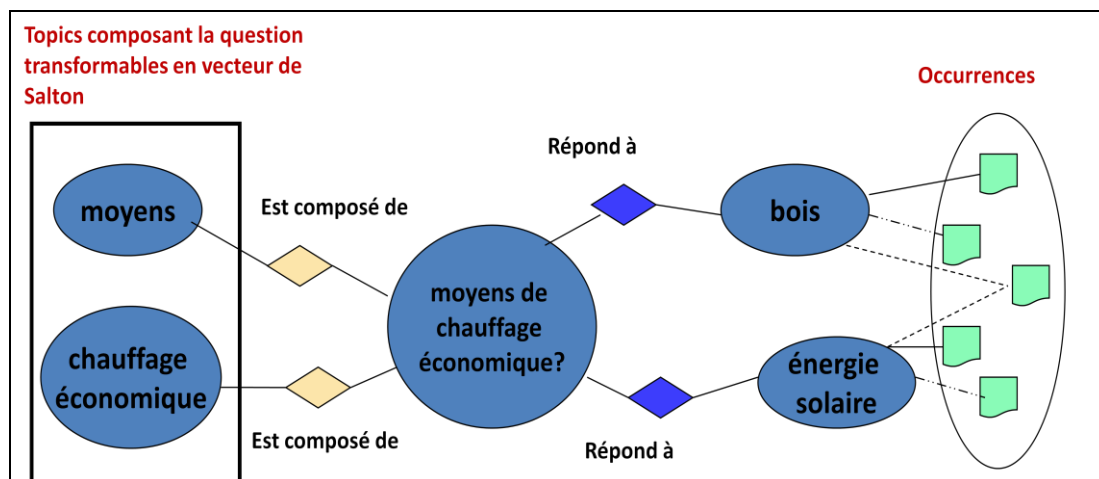 Topics composant la question
transformables en vecteur de
Salton
Occurrences
Répond à
moyens
Est composé de
bois
moyens de
chauffage
économique?
chauffage
économique
énergie
solaire
Est composé de
Répond à